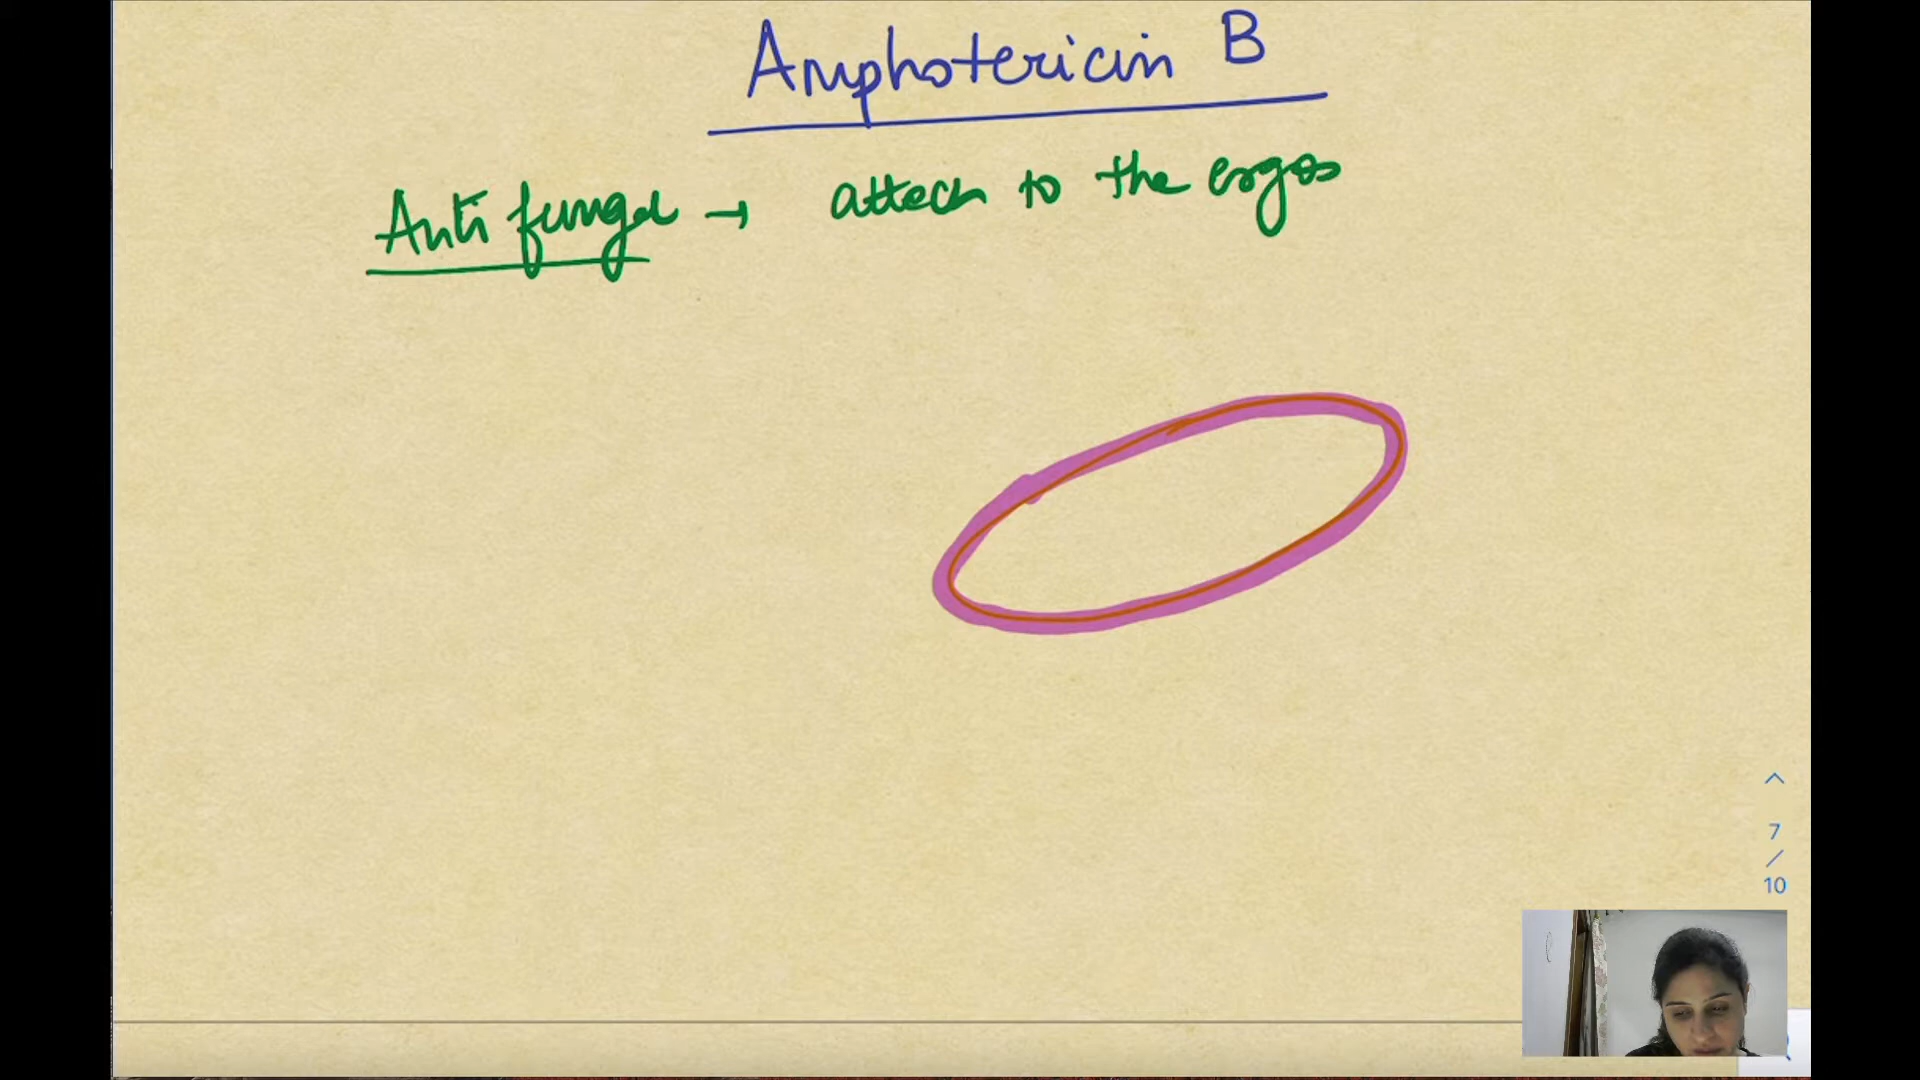 Amphotericin B
Anti fungal → attach to the ergos
7
/
10